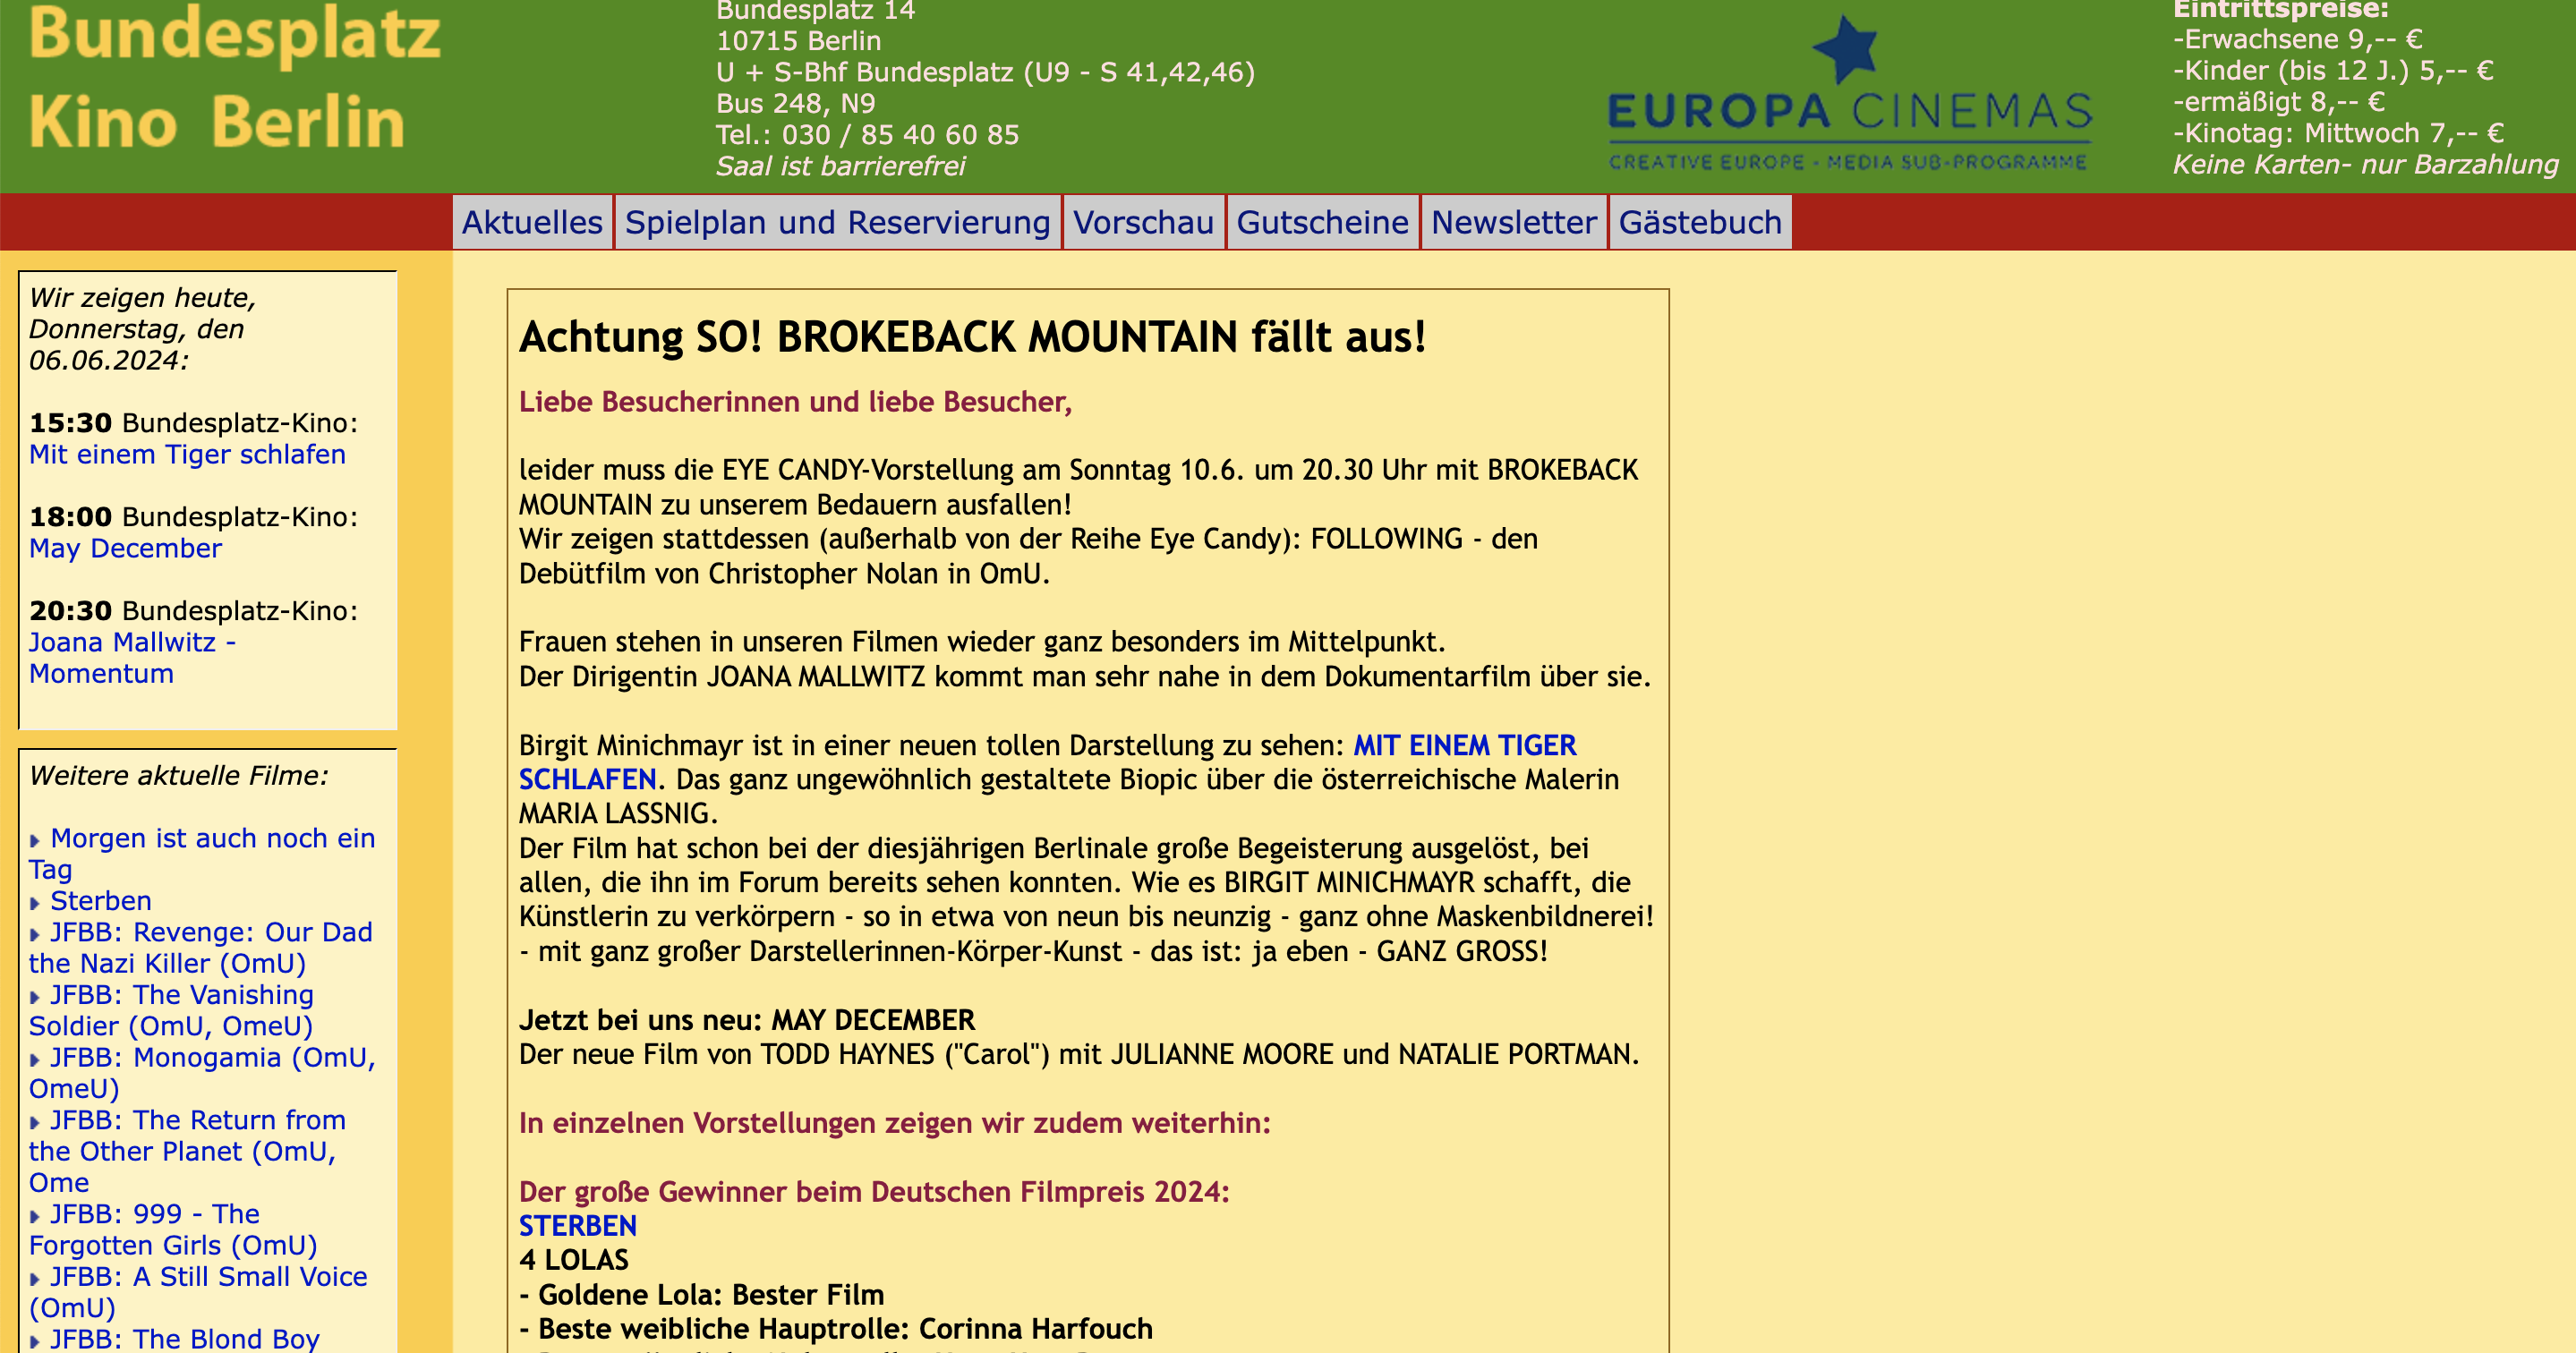 Bundesplatz
Kino Berlin
Bundesplatz 14
10715 Berlin
U + S-Bhf Bundesplatz (U9 - S 41,42,46)
Bus 248, N9
Tel.: 030 / 85 40 60 85
Saal ist barrierefrei
EUROPA CINEMAS
CREATIVE EUROPE - MEDIA SUB-PROGRAMME
Eintrittspreise:
-Erwachsene 9,-- €
-Kinder (bis 12 J.) 5,-- €
-ermäßigt 8,-- €
-Kinotag: Mittwoch 7,-- €
Keine Karten- nur Barzahlung
Aktuelles
Spielplan und Reservierung
Vorschau
Gutscheine
Newsletter
Gästebuch
Wir zeigen heute,
Donnerstag, den
06.06.2024:
15:30 Bundesplatz-Kino:
Mit einem Tiger schlafen
18:00 Bundesplatz-Kino:
May December
20:30 Bundesplatz-Kino:
Joana Mallwitz -
Momentum
Weitere aktuelle Filme:
Morgen ist auch noch ein
Tag
Sterben
JFBB: Revenge: Our Dad
the Nazi Killer (OmU)
JFBB: The Vanishing
Soldier (OmU, OmeU)
JFBB: Monogamia (OmU,
OmeU)
JFBB: The Return from
the Other Planet (OmU,
Ome
JFBB: 999 - The
Forgotten Girls (OmU)
JFBB: A Still Small Voice
(OmU)
JFBB: The Blond Boy
Achtung SO! BROKEBACK MOUNTAIN fällt aus!
Liebe Besucherinnen und liebe Besucher,
leider muss die EYE CANDY-Vorstellung am Sonntag 10.6. um 20.30 Uhr mit BROKEBACK
MOUNTAIN zu unserem Bedauern ausfallen!
Wir zeigen stattdessen (außerhalb von der Reihe Eye Candy): FOLLOWING - den
Debütfilm von Christopher Nolan in OmU.
Frauen stehen in unseren Filmen wieder ganz besonders im Mittelpunkt.
Der Dirigentin JOANA MALLWITZ kommt man sehr nahe in dem Dokumentarfilm über sie.
Birgit Minichmayr ist in einer neuen tollen Darstellung zu sehen: MIT EINEM TIGER
SCHLAFEN. Das ganz ungewöhnlich gestaltete Biopic über die österreichische Malerin
MARIA LASSNIG.
Der Film hat schon bei der diesjährigen Berlinale große Begeisterung ausgelöst, bei
allen, die ihn im Forum bereits sehen konnten. Wie es BIRGIT MINICHMAYR schafft, die
Künstlerin zu verkörpern - so in etwa von neun bis neunzig - ganz ohne Maskenbildnerei!
- mit ganz großer Darstellerinnen-Körper-Kunst - das ist: ja eben - GANZ GROSS!
Jetzt bei uns neu: MAY DECEMBER
Der neue Film von TODD HAYNES ("Carol") mit JULIANNE MOORE und NATALIE PORTMAN.
In einzelnen Vorstellungen zeigen wir zudem weiterhin:
Der große Gewinner beim Deutschen Filmpreis 2024:
STERBEN
4 LOLAS
- Goldene Lola: Bester Film
- Beste weibliche Hauptrolle: Corinna Harfouch